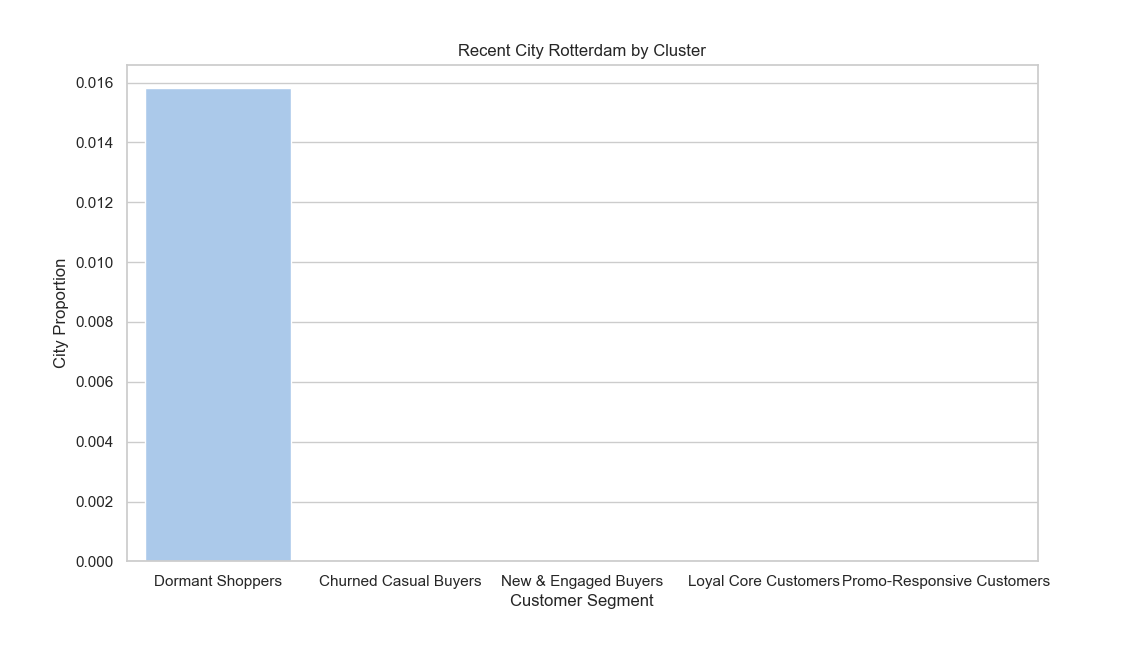 Recent City Rotterdam by Cluster
0.016
0.014
0.012
0.010
0.008
0.006
0.004
0.002
0.000
City Proportion
Dormant Shoppers Churned Casual Buyers New & Engaged Buyers Loyal Core Customers Promo-Responsive Customers
Customer Segment